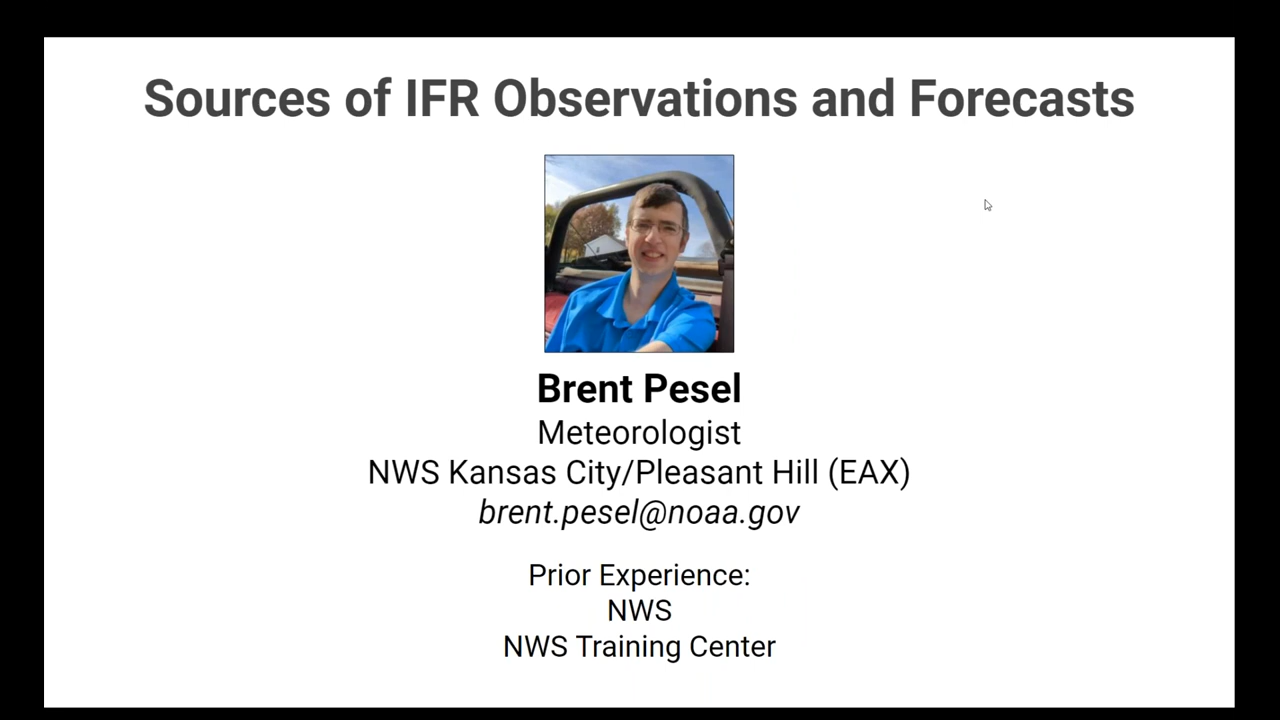 Sources of IFR Observations and Forecasts
Brent Pesel
Meteorologist
NWS Kansas City/Pleasant Hill (EAX)
brent.pesel@noaa.gov
Prior Experience:
NWS
NWS Training Center